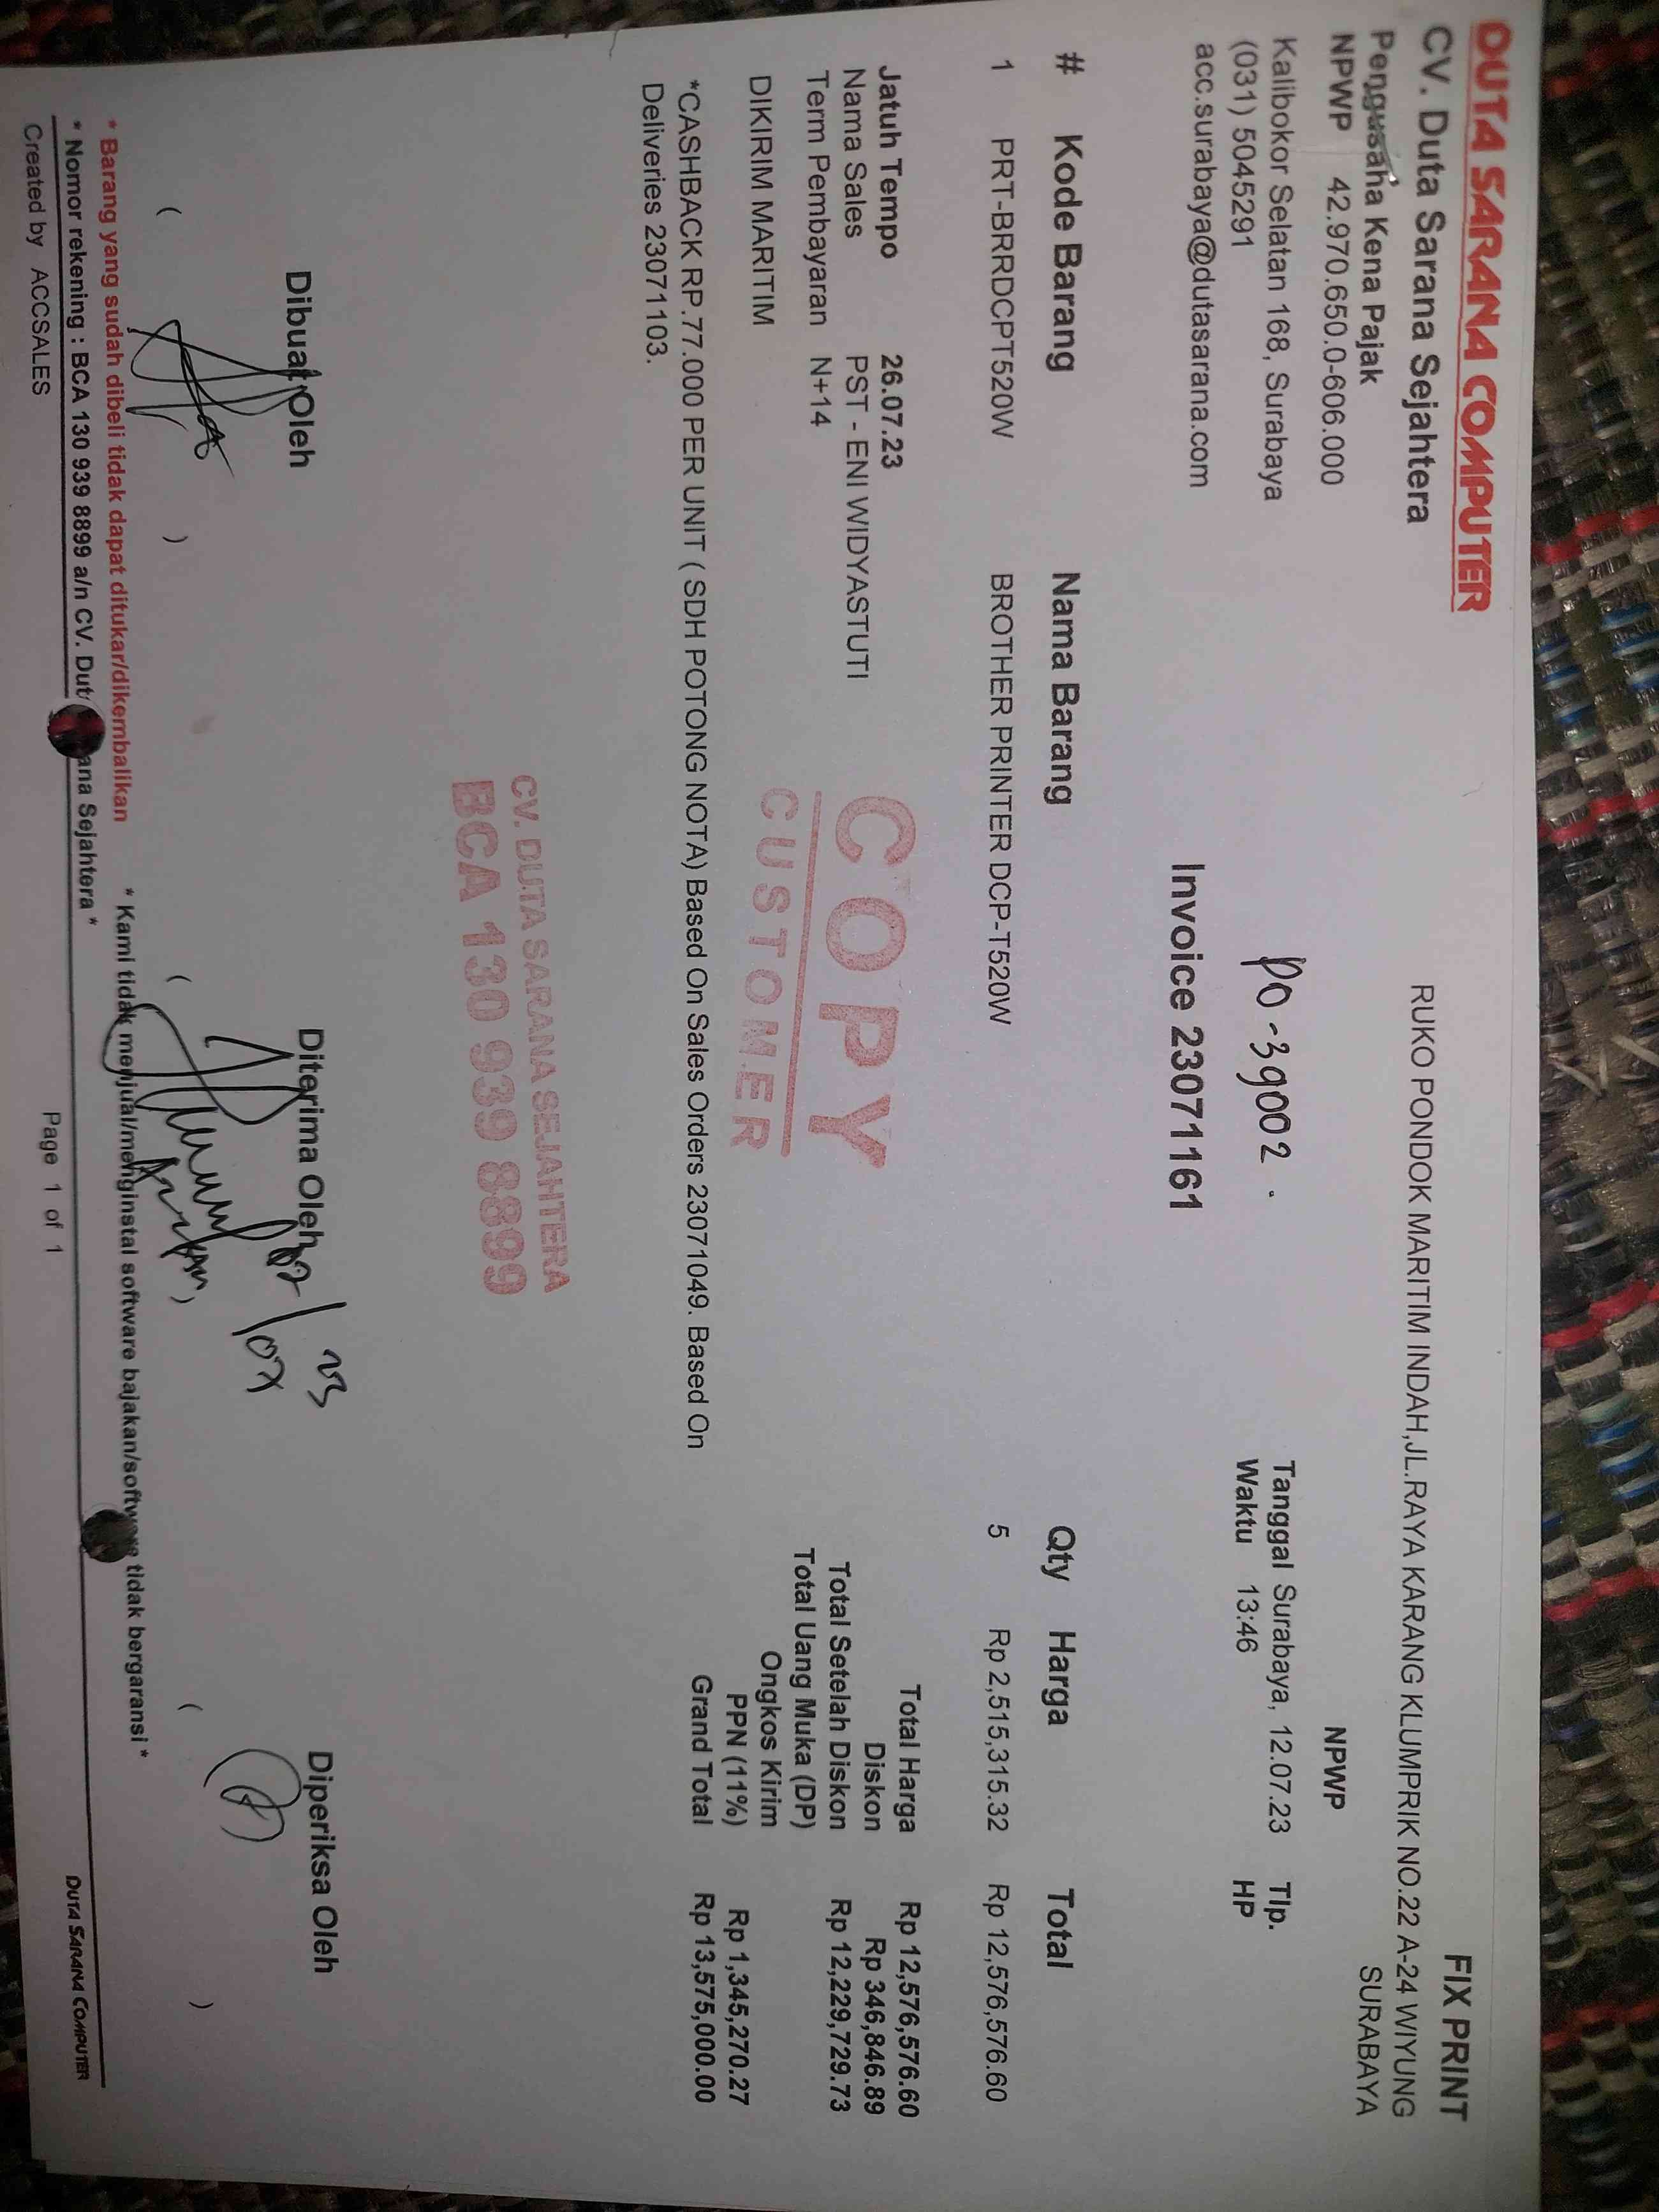 DUTA SARANA COMPUTER
CV. Duta Sarana Sejahtera
Pengusaha Kena Pajak
NPWP 42.970.650.0-606.000
Kalibokor Selatan 168, Surabaya
(031) 5045291
acc.surabaya@dutasarana.com
FIX PRINT
RUKO PONDOK MARITIM INDAH,JL.RAYA KARANG KLUMPRIK NO.22 A-24 WIYUNG
SURABAYA
NPWP
Tanggal Surabaya, 12.07.23 Tlp.
Waktu 13:46 HP
PO-39002.
Invoice 23071161
# Kode Barang Nama Barang Qty Harga Total
1 PRT-BRRDCPT520W BROTHER PRINTER DCP-T520W 5 Rp 2,515,315.32 Rp 12,576,576.60
Jatuh Tempo 26.07.23
Nama Sales PST - ENI WIDYASTUTI
Term Pembayaran N+14
DIKIRIM MARITIM
*CASHBACK RP.77.000 PER UNIT ( SDH POTONG NOTA) Based On Sales Orders 23071049. Based On
Deliveries 23071103.
COPY
CUSTOMER
Total Harga Rp 12,576,576.60
Diskon Rp 346,846.89
Total Setelah Diskon Rp 12,229,729.73
Total Uang Muka (DP)
Ongkos Kirim
PPN (11%) Rp 1,345,270.27
Grand Total Rp 13,575,000.00
CV. DUTA SARANA SEJAHTERA
BCA 130 939 8899
Dibuat Oleh Diterima Oleh Diperiksa Oleh
( ) ( ) ( )
* Barang yang sudah dibeli tidak dapat ditukar/dikembalikan * Kami tidak menjual/menginstal software bajakan/software tidak bergaransi *
* Nomor rekening : BCA 130 939 8899 a/n CV. Dut ana Sejahtera *
Created by ACCSALES Page 1 of 1 DUTA SARANA COMPUTER